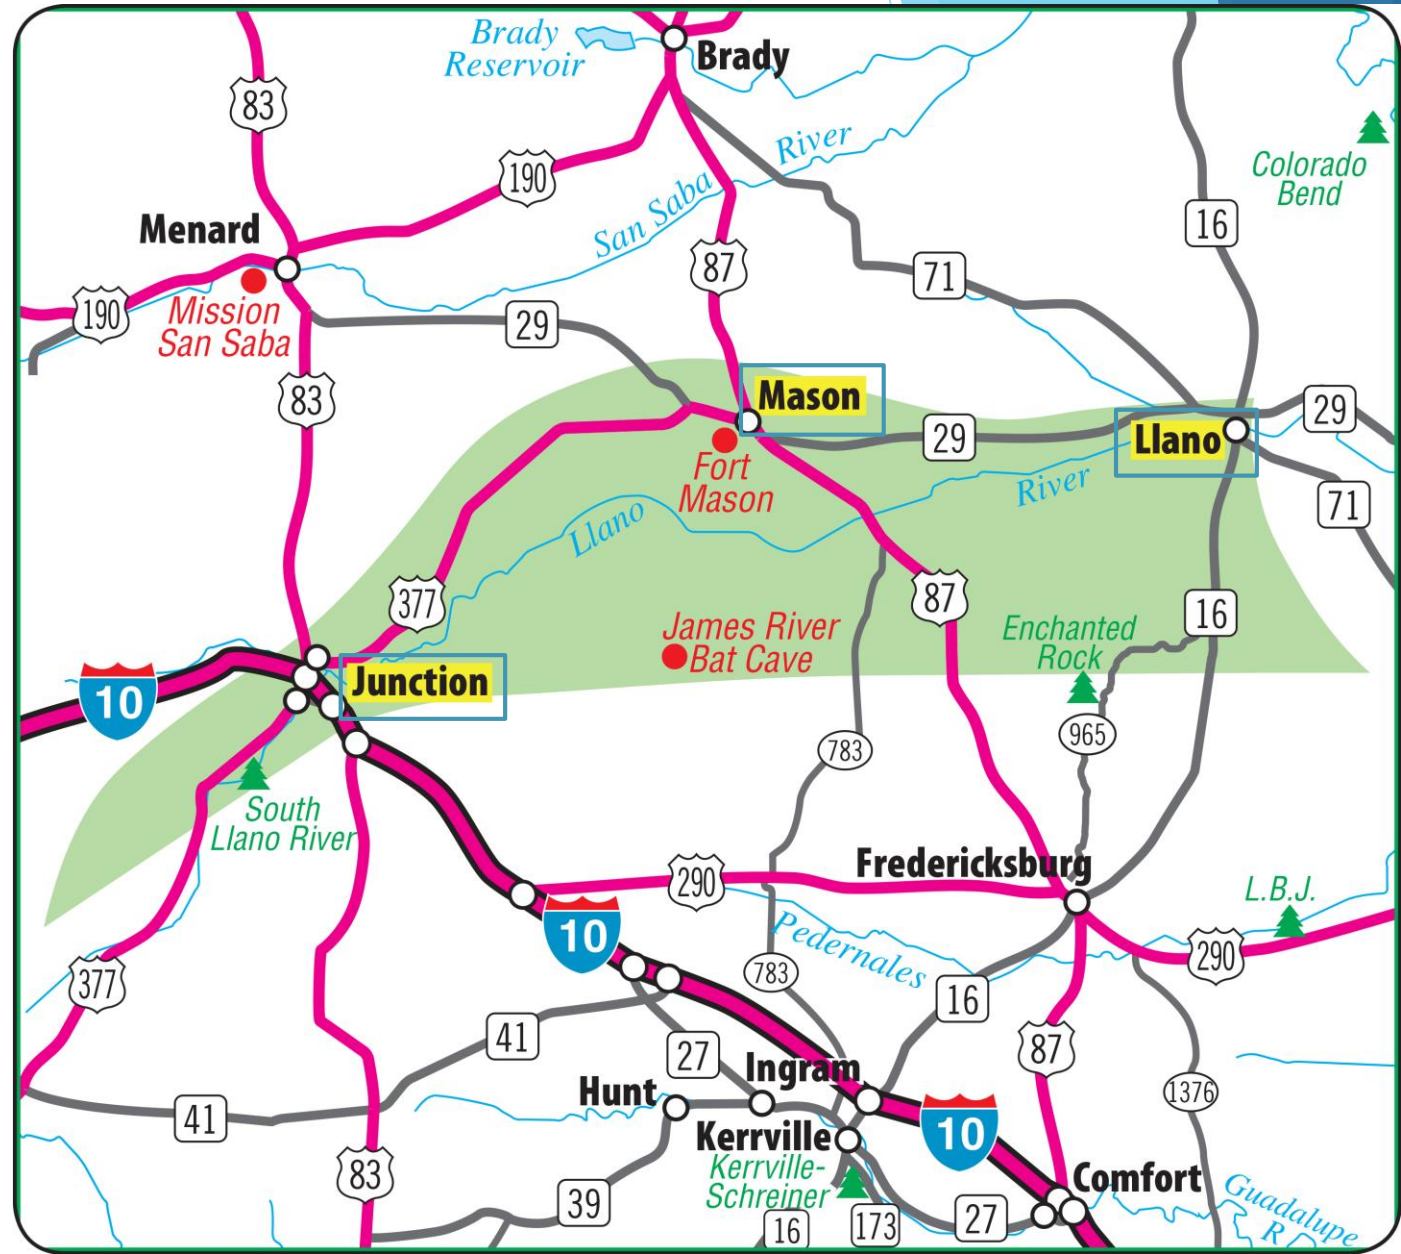 Brady
Reservoir
Brady
83
190
River
San Saba
Colorado
Bend
16
Menard
87
71
190
Mission
San Saba
29
83
Mason
29
29
Llano
Fort
Mason
River
71
Llano
377
87
16
James River
Bat Cave
Enchanted
Rock
10
Junction
783
965
South
Llano River
290
Fredericksburg
L.B.J.
10
Pedernales
290
377
783
16
41
27
87
Ingram
Hunt
1376
41
10
Kerrville
Kerrville-
Schreiner
Comfort
83
39
16
173
27
Guadalupe
R